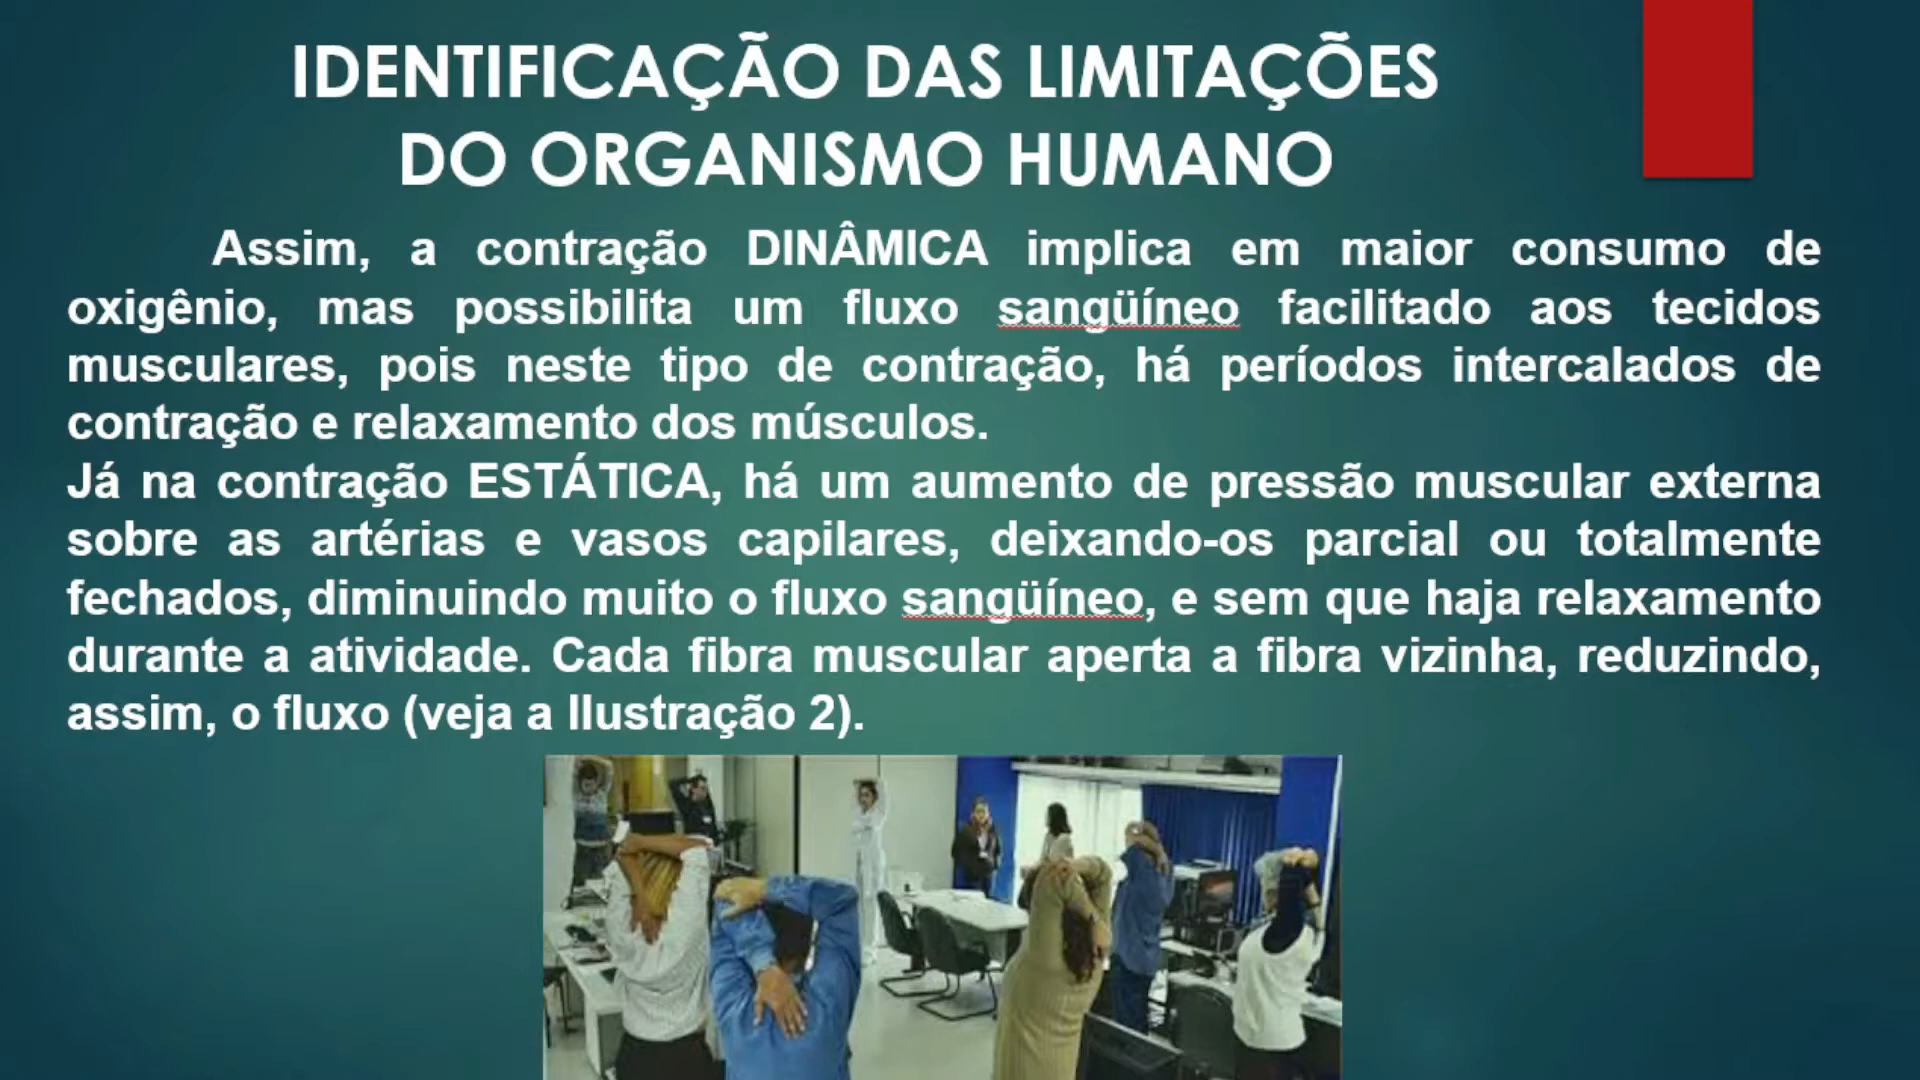 IDENTIFICAÇÃO DAS LIMITAÇÕES
DO ORGANISMO HUMANO
Assim, a contração DINÂMICA implica em maior consumo de
oxigênio, mas possibilita um fluxo sangüíneo facilitado aos tecidos
musculares, pois neste tipo de contração, há períodos intercalados de
contração e relaxamento dos músculos.
Já na contração ESTÁTICA, há um aumento de pressão muscular externa
sobre as artérias e vasos capilares, deixando-os parcial ou totalmente
fechados, diminuindo muito o fluxo sangüíneo, e sem que haja relaxamento
durante a atividade. Cada fibra muscular aperta a fibra vizinha, reduzindo,
assim, o fluxo (veja a Ilustração 2).